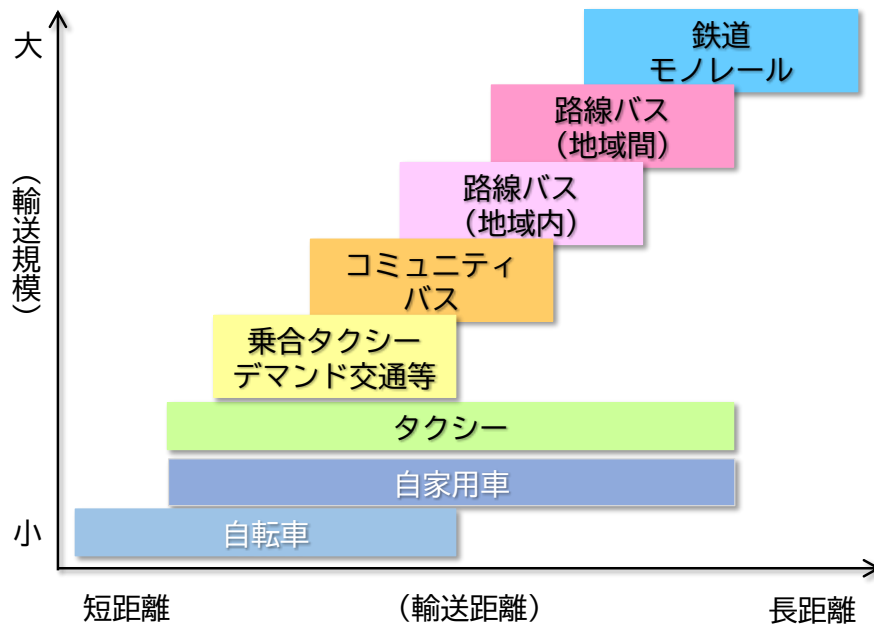 大
鉄道
モノレール
路線バス
（地域間）
路線バス
（地域内）
（輸送規模）
コミュニティ
バス
乗合タクシー
デマンド交通等
タクシー
自家用車
小
自転車
短距離
（輸送距離）
長距離